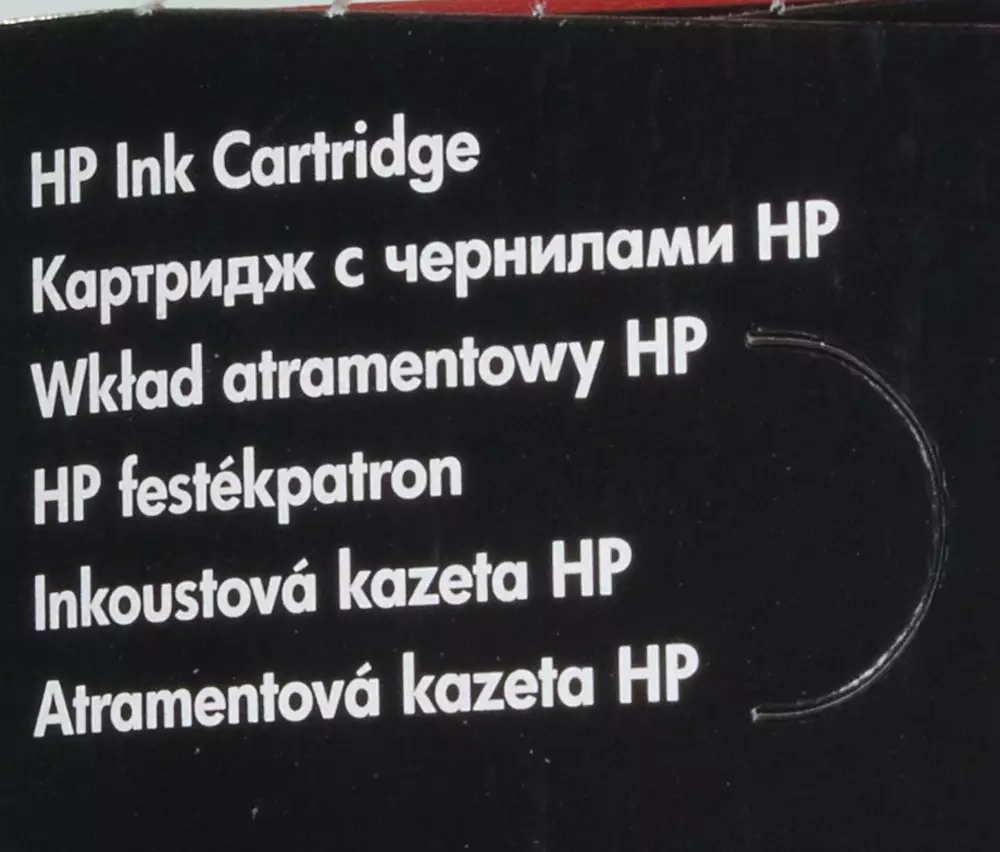 HP Ink Cartridge
Картридж с чернилами HP
Wkład atramentowy HP
HP festékpatron
Inkoustová kazeta HP
Atramentová kazeta HP